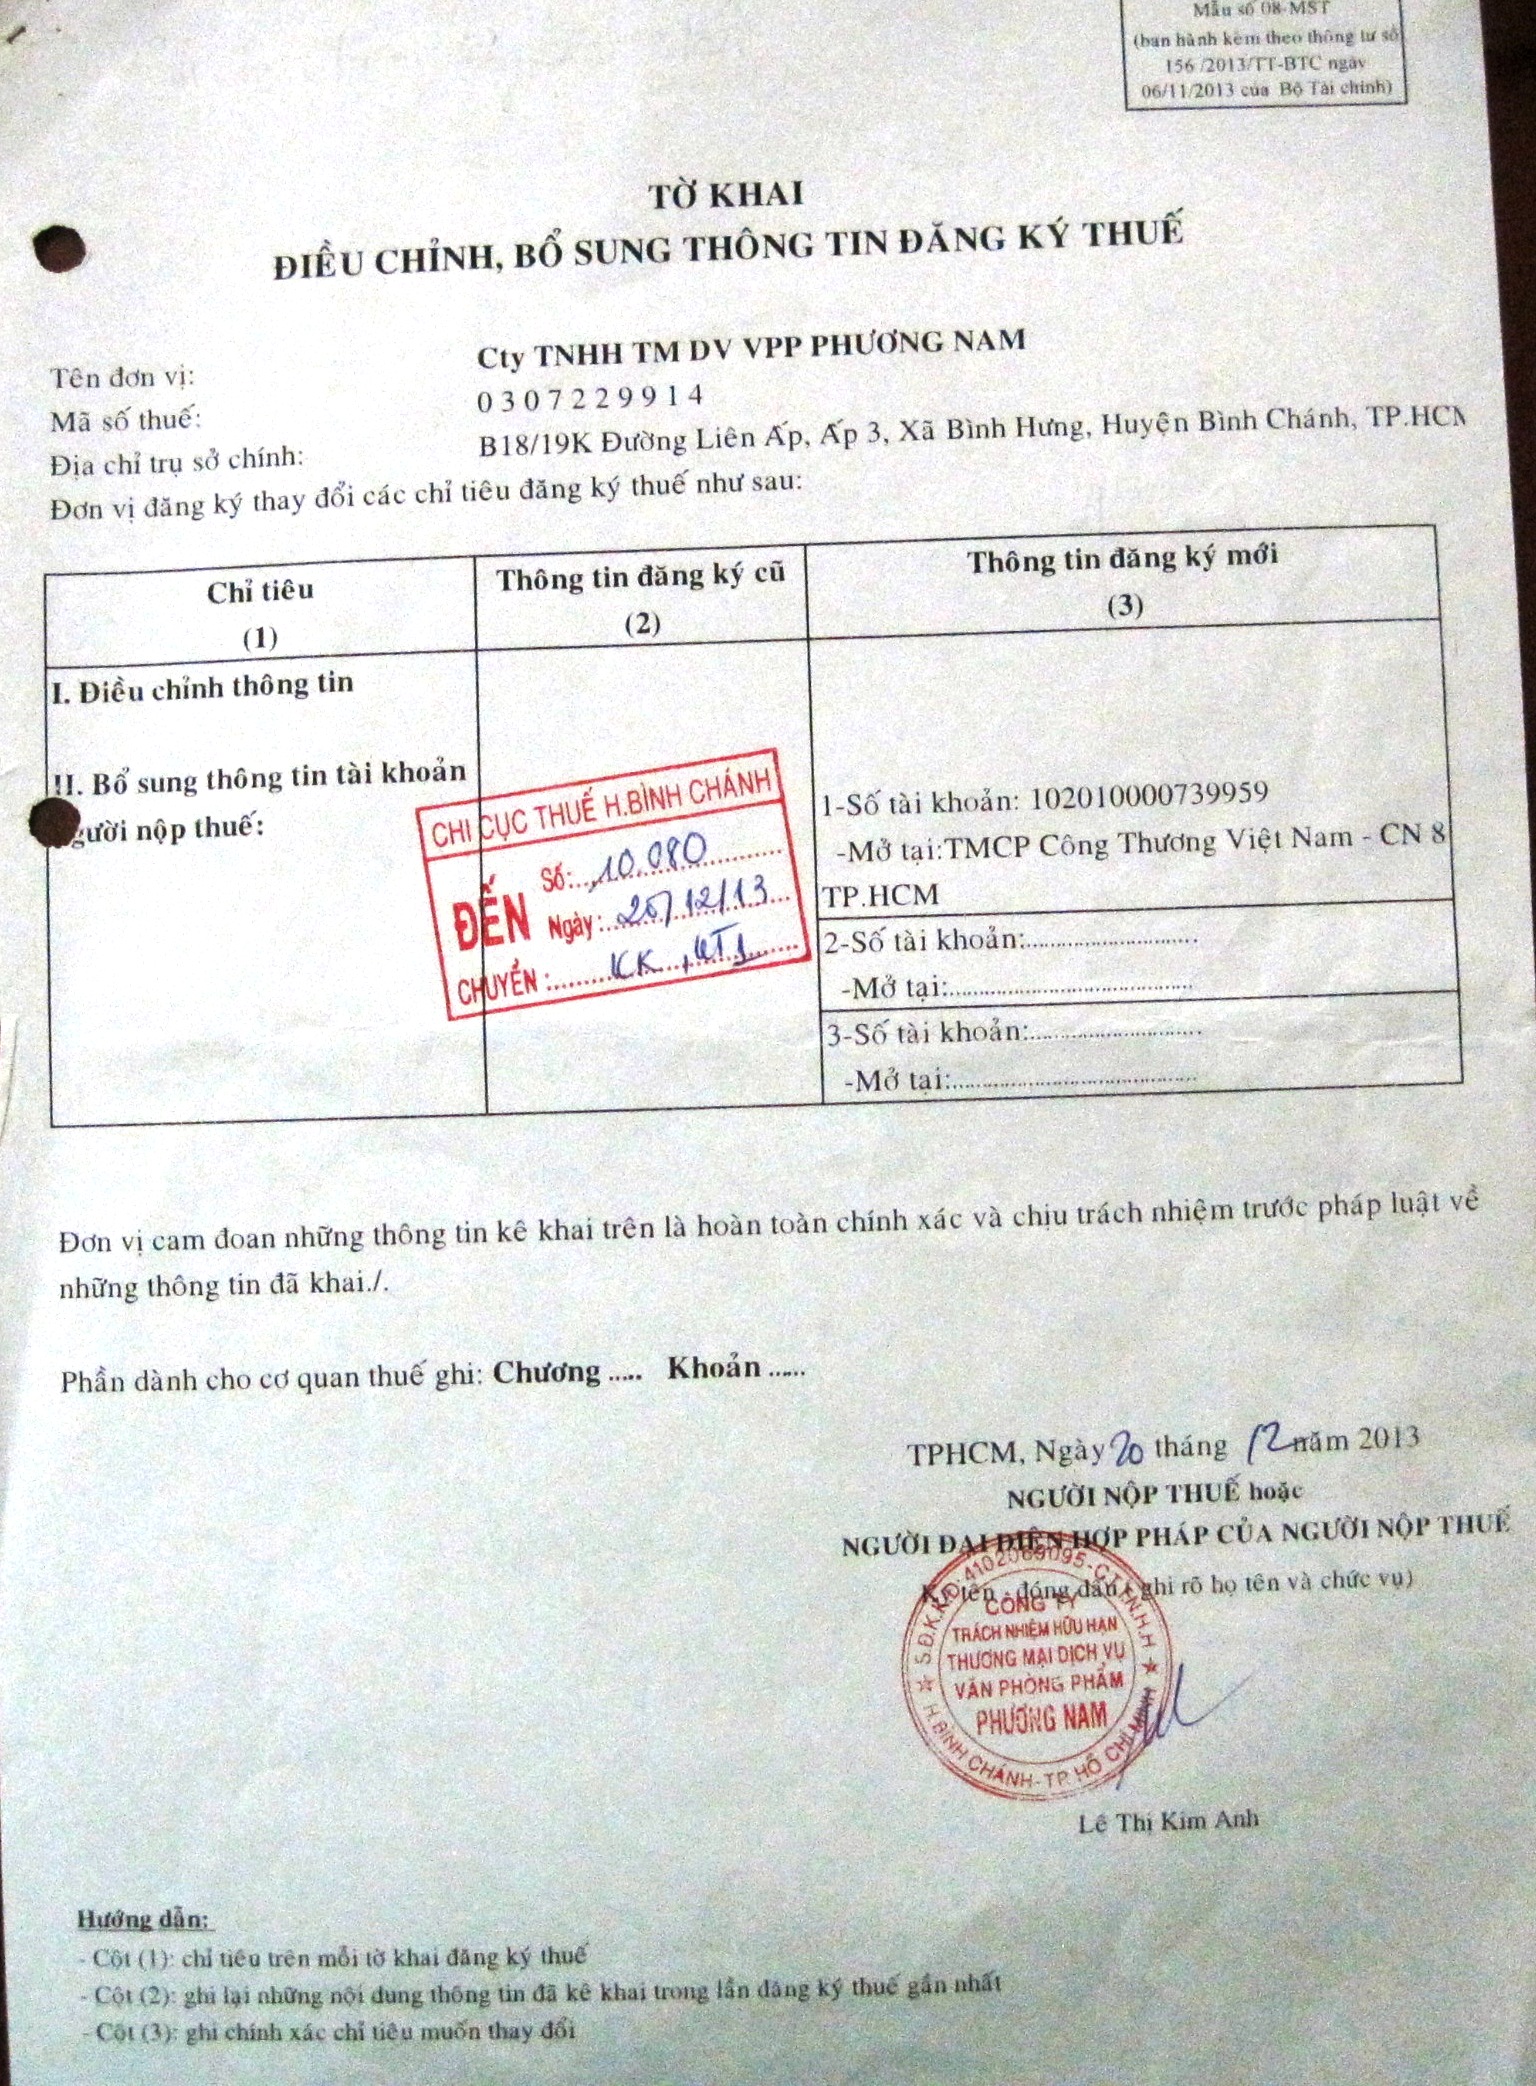 Mẫu số 08-MST
(ban hành kèm theo thông tư số
156 /2013/TT-BTC ngày
06/11/2013 của Bộ Tài chính)
TỜ KHAI
ĐIỀU CHỈNH, BỔ SUNG THÔNG TIN ĐĂNG KÝ THUẾ
Tên đơn vị: Cty TNHH TM DV VPP PHƯƠNG NAM
Mã số thuế: 0 3 0 7 2 2 9 9 1 4
Địa chỉ trụ sở chính: B18/19K Đường Liên Ấp, Ấp 3, Xã Bình Hưng, Huyện Bình Chánh, TP.HCM
Đơn vị đăng ký thay đổi các chỉ tiêu đăng ký thuế như sau:
Chỉ tiêu
(1)
Thông tin đăng ký cũ
(2)
Thông tin đăng ký mới
(3)
I. Điều chỉnh thông tin
II. Bổ sung thông tin tài khoản
người nộp thuế:
CHI CỤC THUẾ H.BÌNH CHÁNH
ĐẾN
Số: 10.080
Ngày: 25/12/13
CHUYỂN: KK, KT1
1-Số tài khoản: 102010000739959
-Mở tại:TMCP Công Thương Việt Nam - CN 8
TP.HCM
2-Số tài khoản:..............................
-Mở tại:...........................................
3-Số tài khoản:..............................
-Mở tại:...........................................
Đơn vị cam đoan những thông tin kê khai trên là hoàn toàn chính xác và chịu trách nhiệm trước pháp luật về
những thông tin đã khai./.
Phần dành cho cơ quan thuế ghi: Chương ..... Khoản ......
TPHCM, Ngày 20 tháng 12 năm 2013
NGƯỜI NỘP THUẾ hoặc
NGƯỜI ĐẠI DIỆN HỢP PHÁP CỦA NGƯỜI NỘP THUẾ
Ký tên, đóng dấu ( ghi rõ họ tên và chức vụ)
S.Đ.K.K.D:4102069095-C.T.T.N.H.H
CÔNG TY
TRÁCH NHIỆM HỮU HẠN
THƯƠNG MẠI DỊCH VỤ
VĂN PHÒNG PHẨM
PHƯƠNG NAM
H.BÌNH CHÁNH-TP. HỒ CHÍ MINH
Lê Thị Kim Anh
Hướng dẫn:
- Cột (1): chỉ tiêu trên mỗi tờ khai đăng ký thuế
- Cột (2): ghi lại những nội dung thông tin đã kê khai trong lần đăng ký thuế gần nhất
- Cột (3): ghi chính xác chỉ tiêu muốn thay đổi